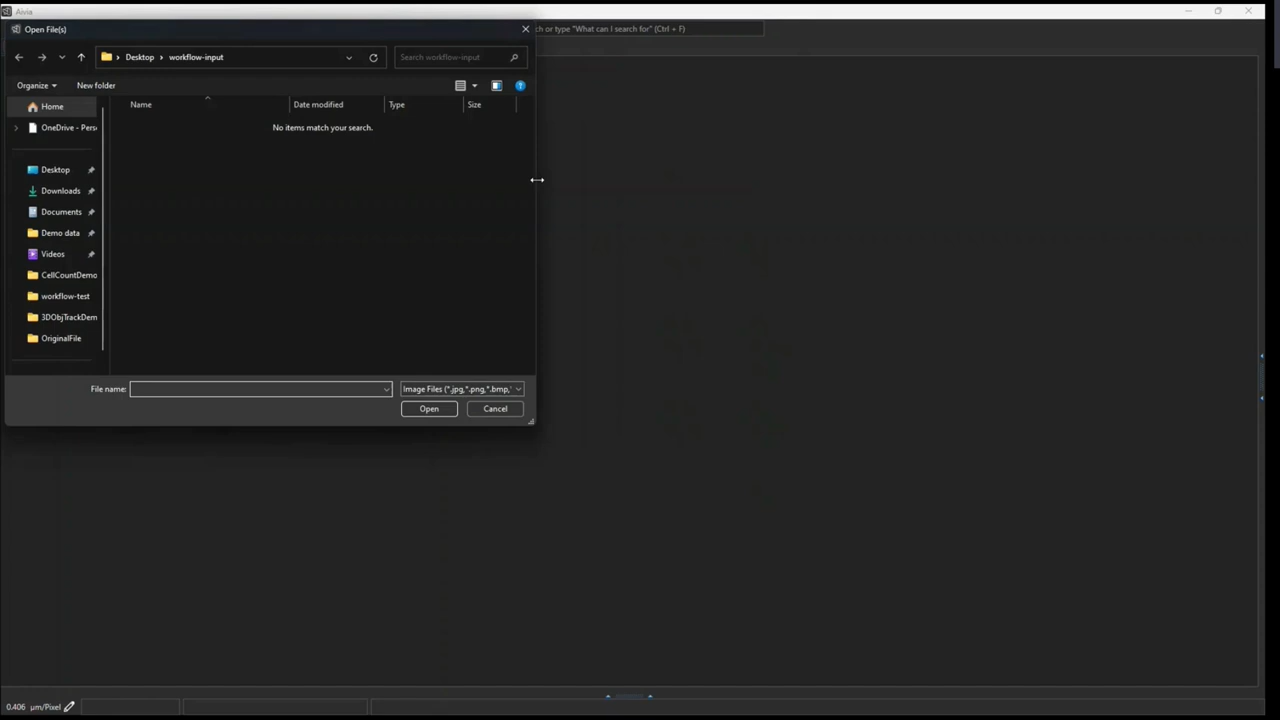 Aivia
Open File(s)
ch or type "What can I search for" (Ctrl + F)
Desktop
workflow-input
Search workflow-input
Organize
New folder
Name
Date modified
Type
Size
Home
No items match your search.
OneDrive - Pers
Desktop
Downloads
Documents
Demo data
Videos
CellCountDemo
workflow-test
3DObjTrackDem
OriginalFile
File name:
Image Files (*.jpg,*.png,*.bmp,*
Open
Cancel
0.406 µm/Pixel